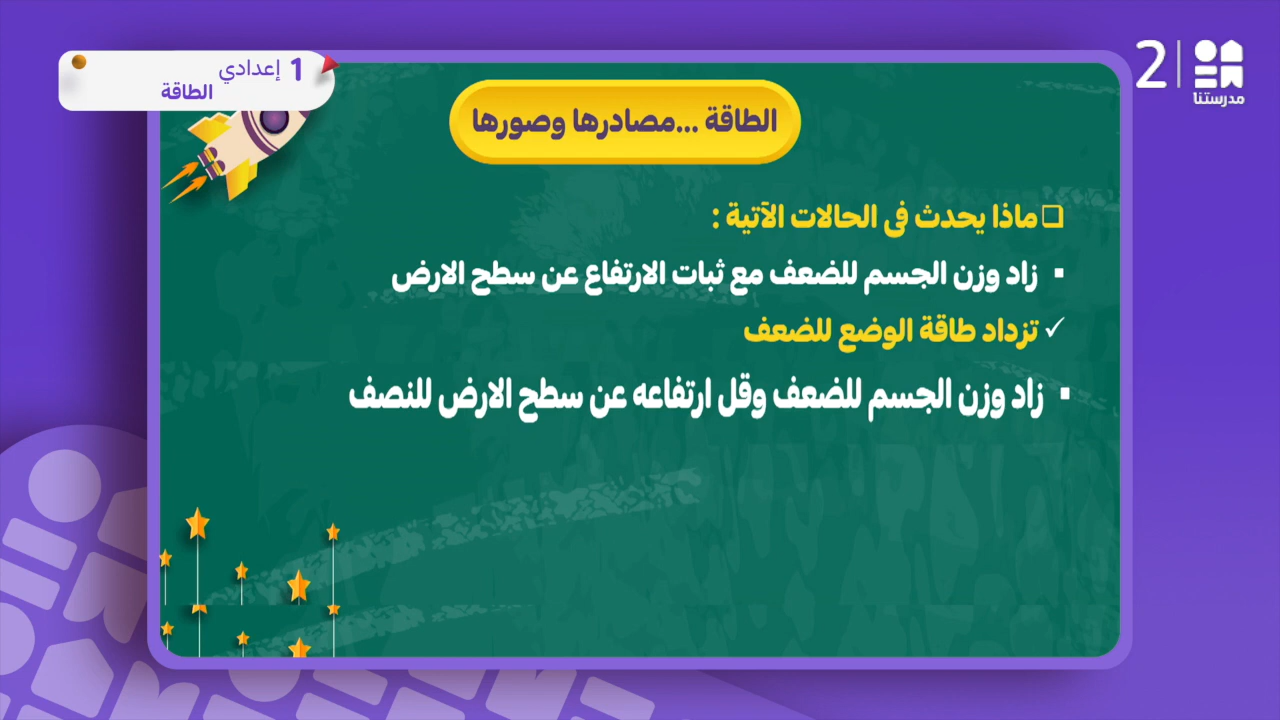 1 إعدادي
الطاقة
2
مدرستنا
الطاقة ...مصادرها وصورها
ماذا يحدث فى الحالات الآتية :
زاد وزن الجسم للضعف مع ثبات الارتفاع عن سطح الارض
تزداد طاقة الوضع للضعف
زاد وزن الجسم للضعف وقل ارتفاعه عن سطح الارض للنصف